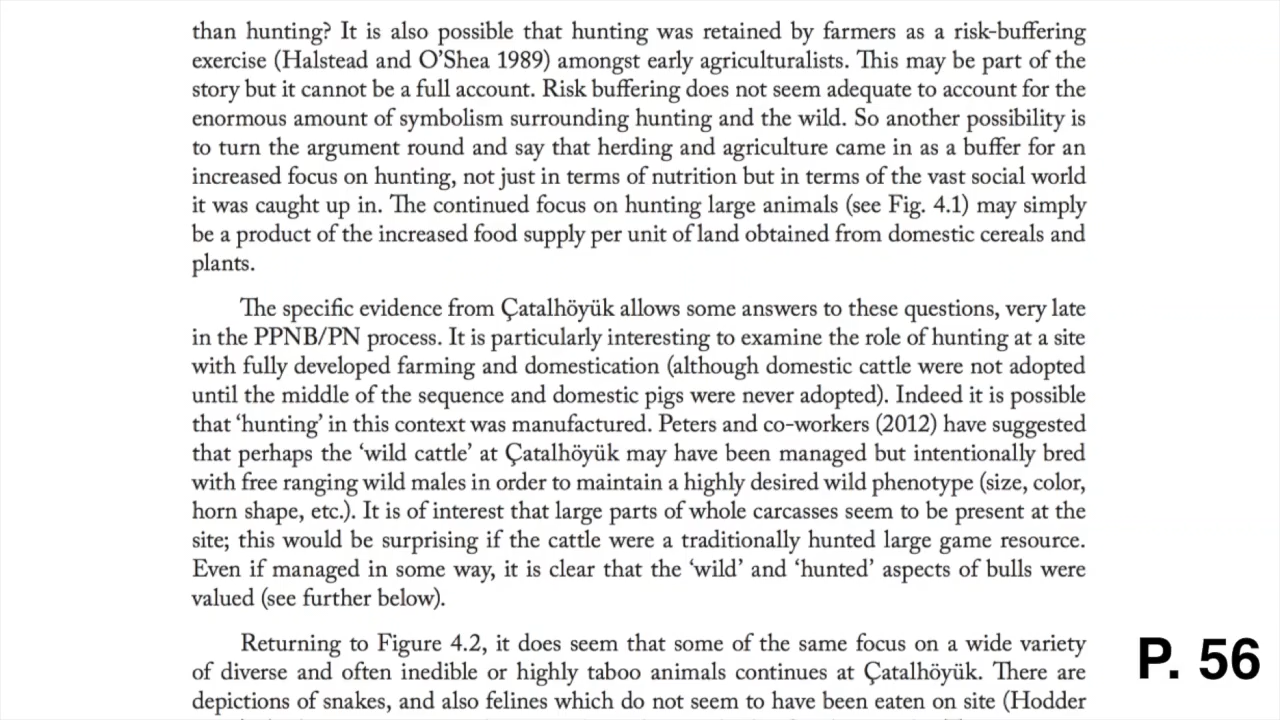 than hunting? It is also possible that hunting was retained by farmers as a risk-buffering
exercise (Halstead and O’Shea 1989) amongst early agriculturalists. This may be part of the
story but it cannot be a full account. Risk buffering does not seem adequate to account for the
enormous amount of symbolism surrounding hunting and the wild. So another possibility is
to turn the argument round and say that herding and agriculture came in as a buffer for an
increased focus on hunting, not just in terms of nutrition but in terms of the vast social world
it was caught up in. The continued focus on hunting large animals (see Fig. 4.1) may simply
be a product of the increased food supply per unit of land obtained from domestic cereals and
plants.
The specific evidence from Çatalhöyük allows some answers to these questions, very late
in the PPNB/PN process. It is particularly interesting to examine the role of hunting at a site
with fully developed farming and domestication (although domestic cattle were not adopted
until the middle of the sequence and domestic pigs were never adopted). Indeed it is possible
that ‘hunting’ in this context was manufactured. Peters and co-workers (2012) have suggested
that perhaps the ‘wild cattle’ at Çatalhöyük may have been managed but intentionally bred
with free ranging wild males in order to maintain a highly desired wild phenotype (size, color,
horn shape, etc.). It is of interest that large parts of whole carcasses seem to be present at the
site; this would be surprising if the cattle were a traditionally hunted large game resource.
Even if managed in some way, it is clear that the ‘wild’ and ‘hunted’ aspects of bulls were
valued (see further below).
Returning to Figure 4.2, it does seem that some of the same focus on a wide variety
of diverse and often inedible or highly taboo animals continues at Çatalhöyük. There are
depictions of snakes, and also felines which do not seem to have been eaten on site (Hodder
P. 56